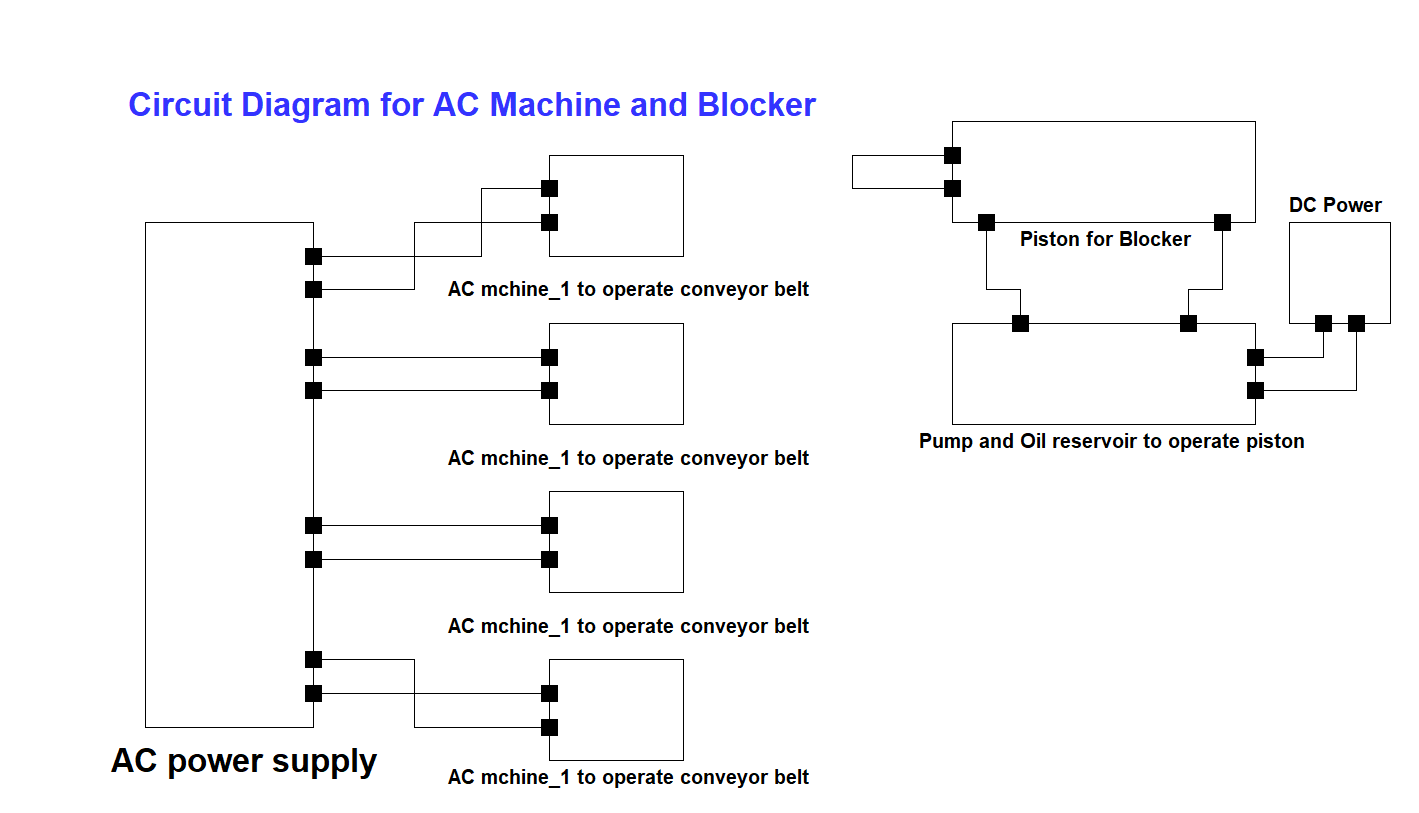 Circuit Diagram for AC Machine and Blocker
DC Power
Piston for Blocker
AC mchine_1 to operate conveyor belt
Pump and Oil reservoir to operate piston
AC mchine_1 to operate conveyor belt
AC mchine_1 to operate conveyor belt
AC power supply
AC mchine_1 to operate conveyor belt